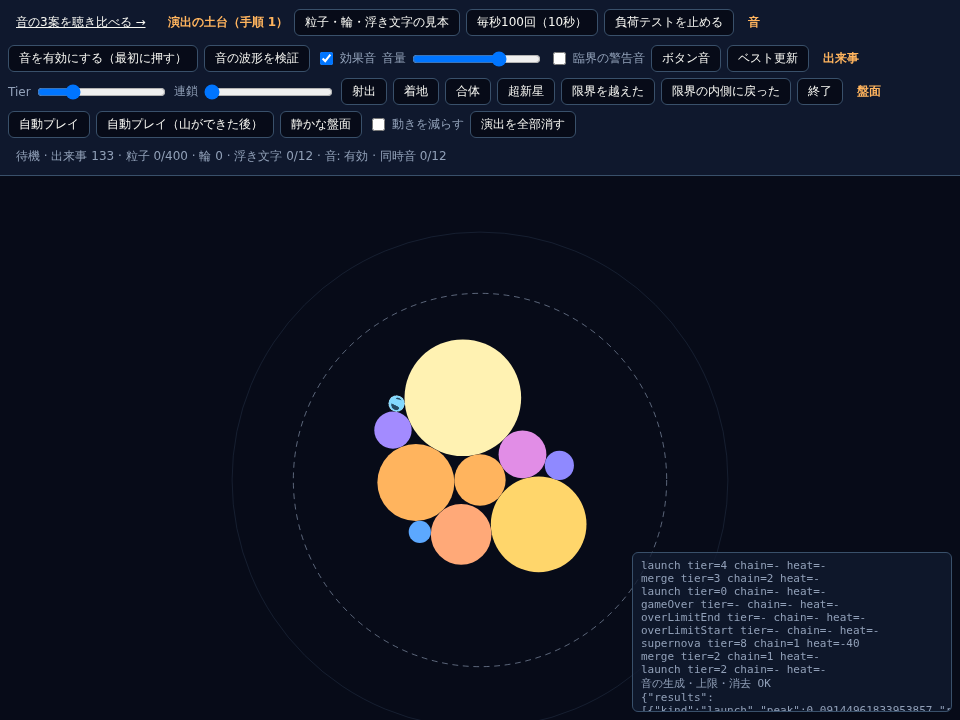 音の3案を聴き比べる → 演出の土台（手順 1） 粒子・輪・浮き文字の見本 毎秒100回（10秒） 負荷テストを止める 音
音を有効にする（最初に押す） 音の波形を検証 効果音 音量 臨界の警告音 ボタン音 ベスト更新 出来事
Tier 連鎖 射出 着地 合体 超新星 限界を越えた 限界の内側に戻った 終了 盤面
自動プレイ 自動プレイ（山ができた後） 静かな盤面 動きを減らす 演出を全部消す
待機 · 出来事 133 · 粒子 0/400 · 輪 0 · 浮き文字 0/12 · 音: 有効 · 同時音 0/12
launch tier=4 chain=- heat=-
merge tier=3 chain=2 heat=-
launch tier=0 chain=- heat=-
gameOver tier=- chain=- heat=-
overLimitEnd tier=- chain=- heat=-
overLimitStart tier=- chain=- heat=-
supernova tier=8 chain=1 heat=-40
merge tier=2 chain=1 heat=-
launch tier=2 chain=- heat=-
音の生成・上限・消去 OK
{"results":
[{"kind":"launch","peak":0.09144961833953857,"r